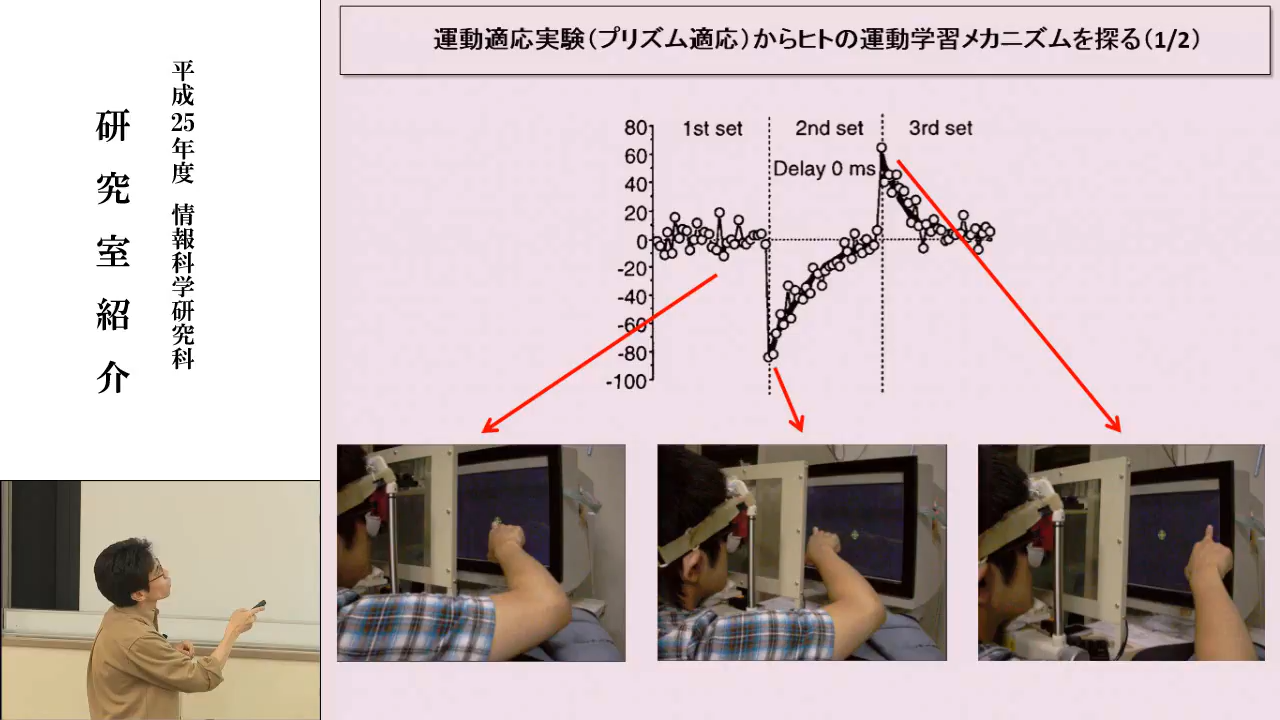 平成25年度 情報科学研究科
研究室紹介
運動適応実験(プリズム適応)からヒトの運動学習メカニズムを探る(1/2)
1st set
2nd set
3rd set
Delay 0 ms
80
60
40
20
0
-20
-40
-60
-80
-100